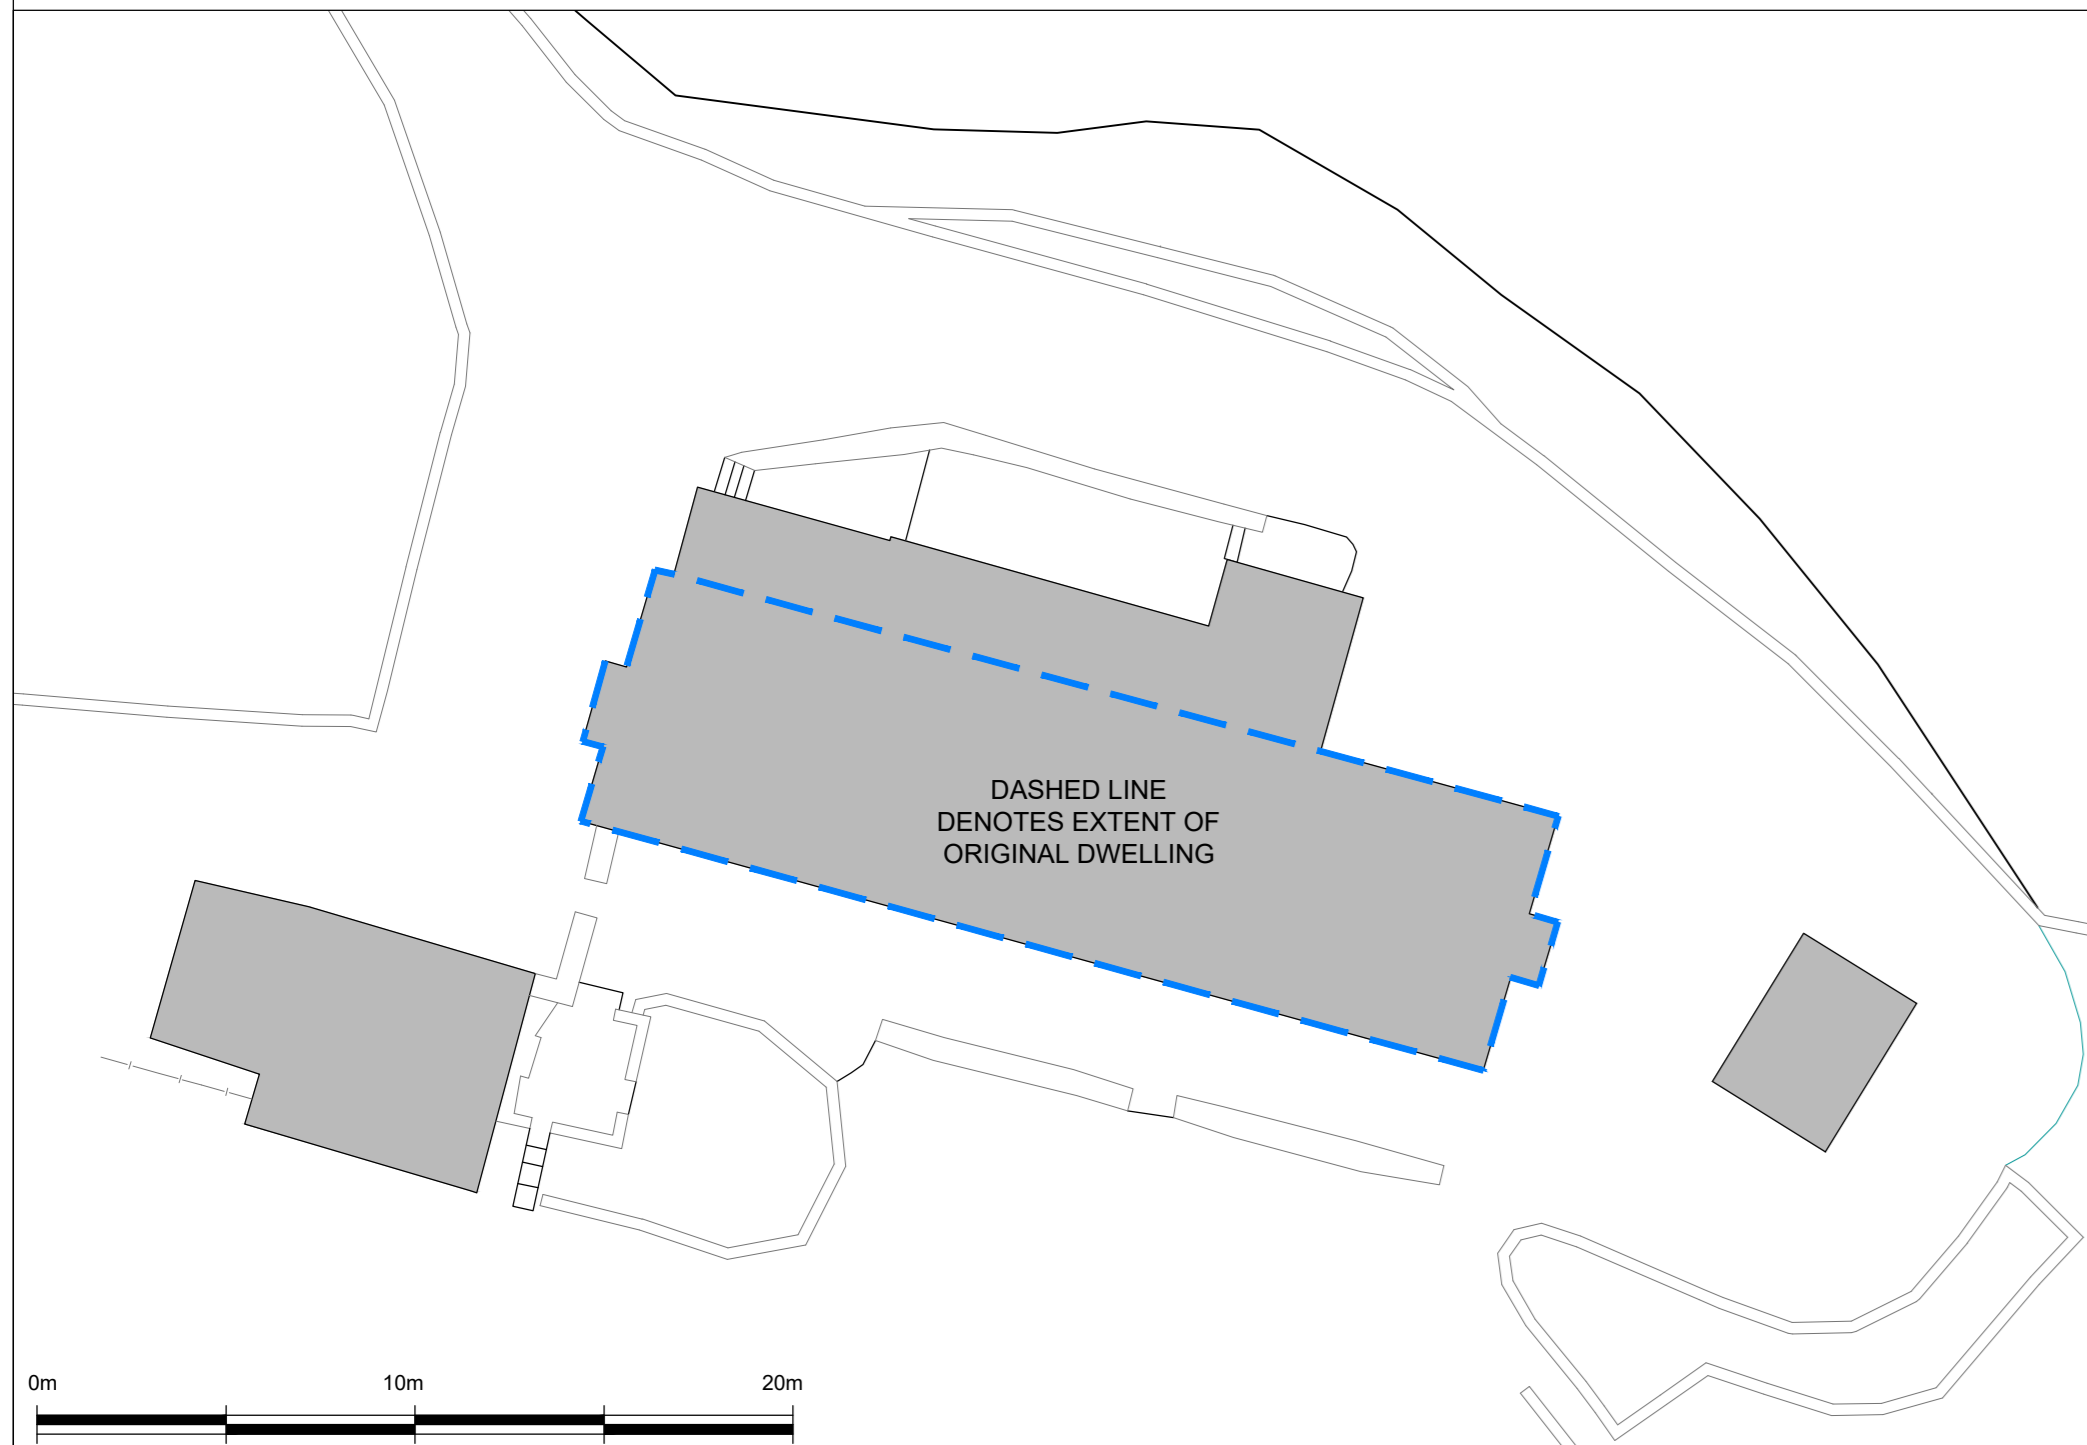 DASHED LINE
DENOTES EXTENT OF
ORIGINAL DWELLING
0m 10m 20m